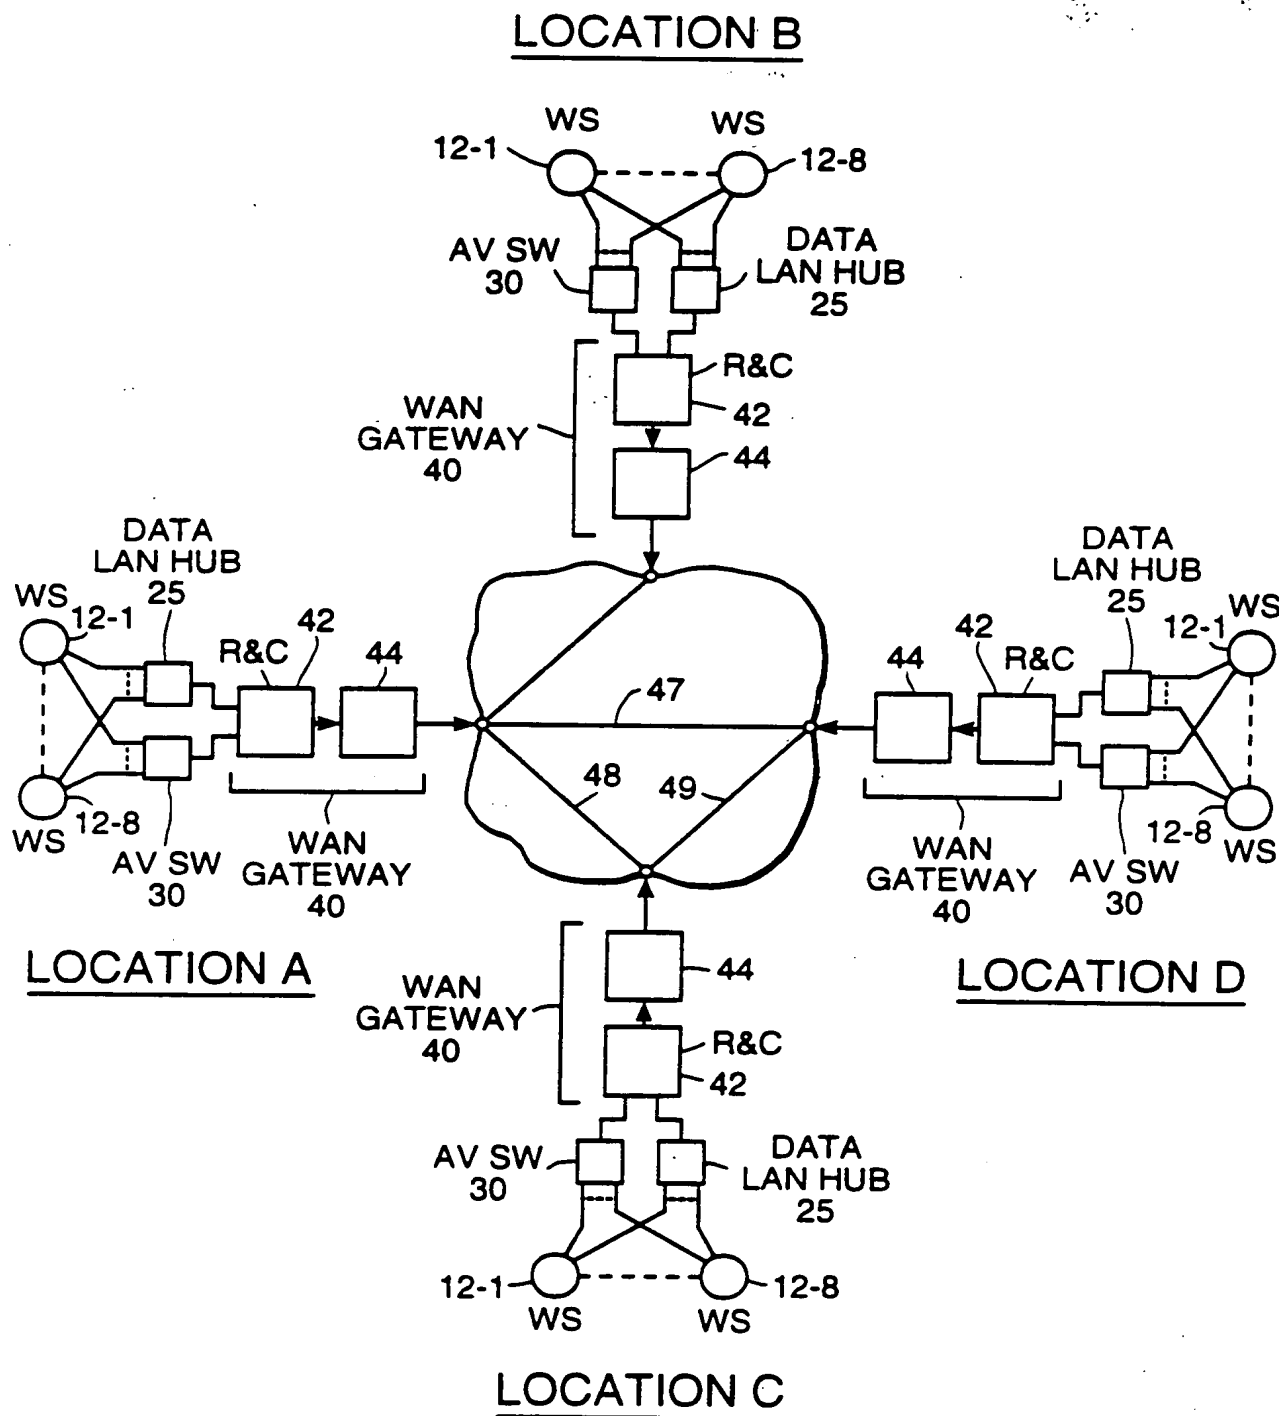 LOCATION B
WS
WS
12-1
12-8
AV SW
30
DATA
LAN HUB
25
R&C
42
WAN
GATEWAY
40
44
DATA
LAN HUB
25
WS
12-1
R&C
42
44
12-8
WS
AV SW
30
WAN
GATEWAY
40
LOCATION A
47
48
49
DATA
LAN HUB
25
WS
12-1
42
R&C
44
12-8
WS
AV SW
30
WAN
GATEWAY
40
LOCATION D
WAN
GATEWAY
40
44
R&C
42
AV SW
30
DATA
LAN HUB
25
12-1
12-8
WS
WS
LOCATION C